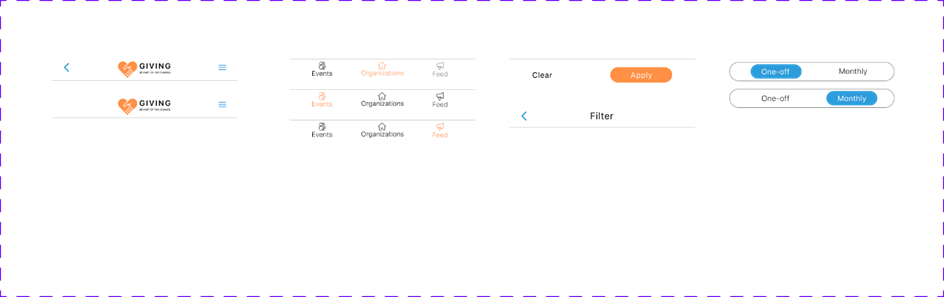 GIVING
BE PART OF THE CHANGE
GIVING
BE PART OF THE CHANGE
Events Organizations Feed
Events Organizations Feed
Events Organizations Feed
Clear Apply
Filter
One-off Monthly
One-off Monthly